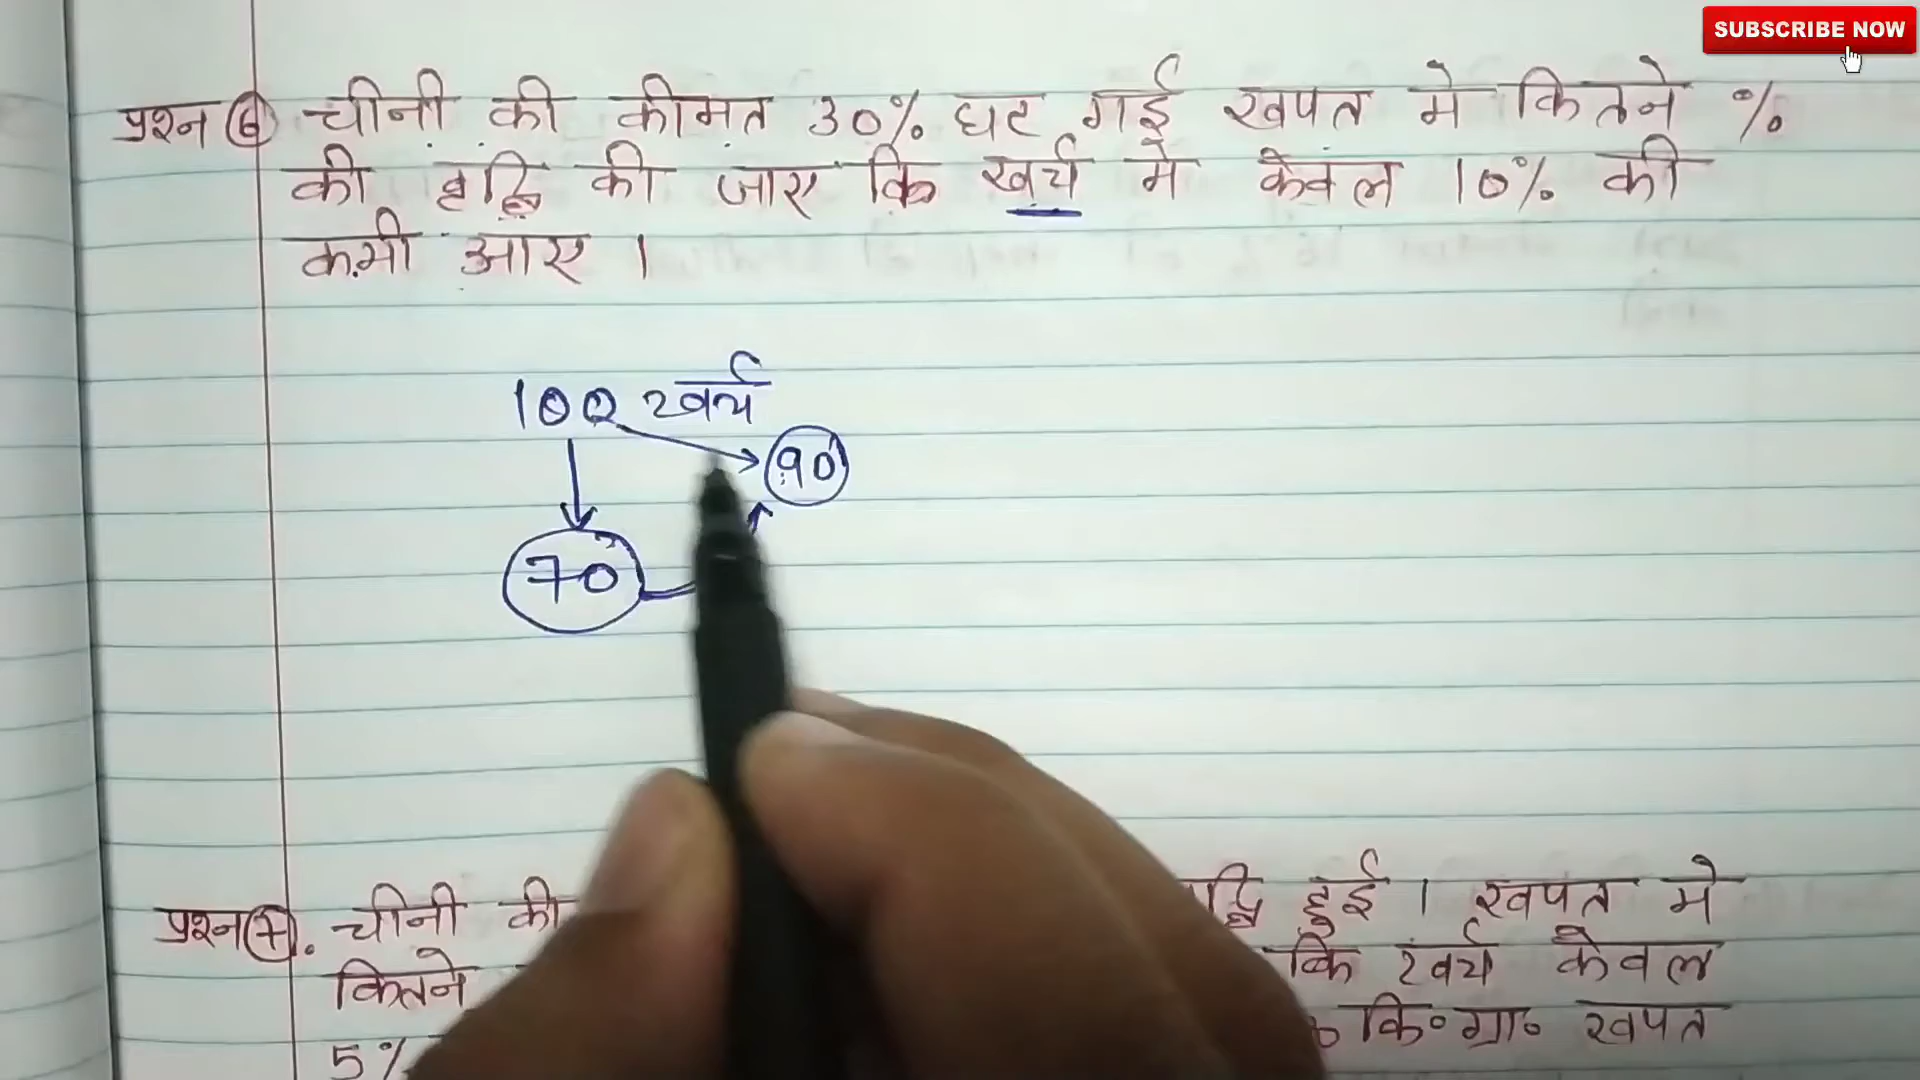 SUBSCRIBE NOW
प्रश्न 6 चीनी की कीमत 30% घट गई खपत मे कितने %
की वृद्धि की जाए कि खर्च मे केवल 10% की
कमी आए ।
100 खर्च
90
70
प्रश्न 7. चीनी की हुई । खपत मे
कितने कि खर्च केवल
5% कि॰ग्रा॰ खपत